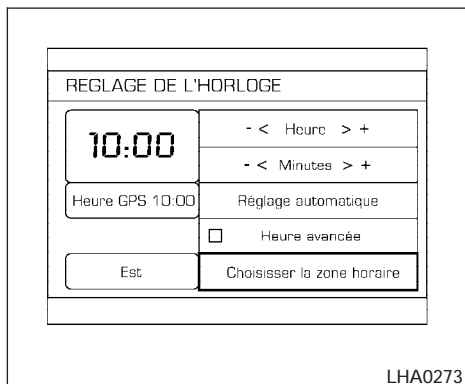 REGLAGE DE L'HORLOGE
10:00
- < Heure > +
- < Minutes > +
Heure GPS 10:00
Réglage automatique
Heure avancée
Est
Choisisser la zone horaire
LHA0273